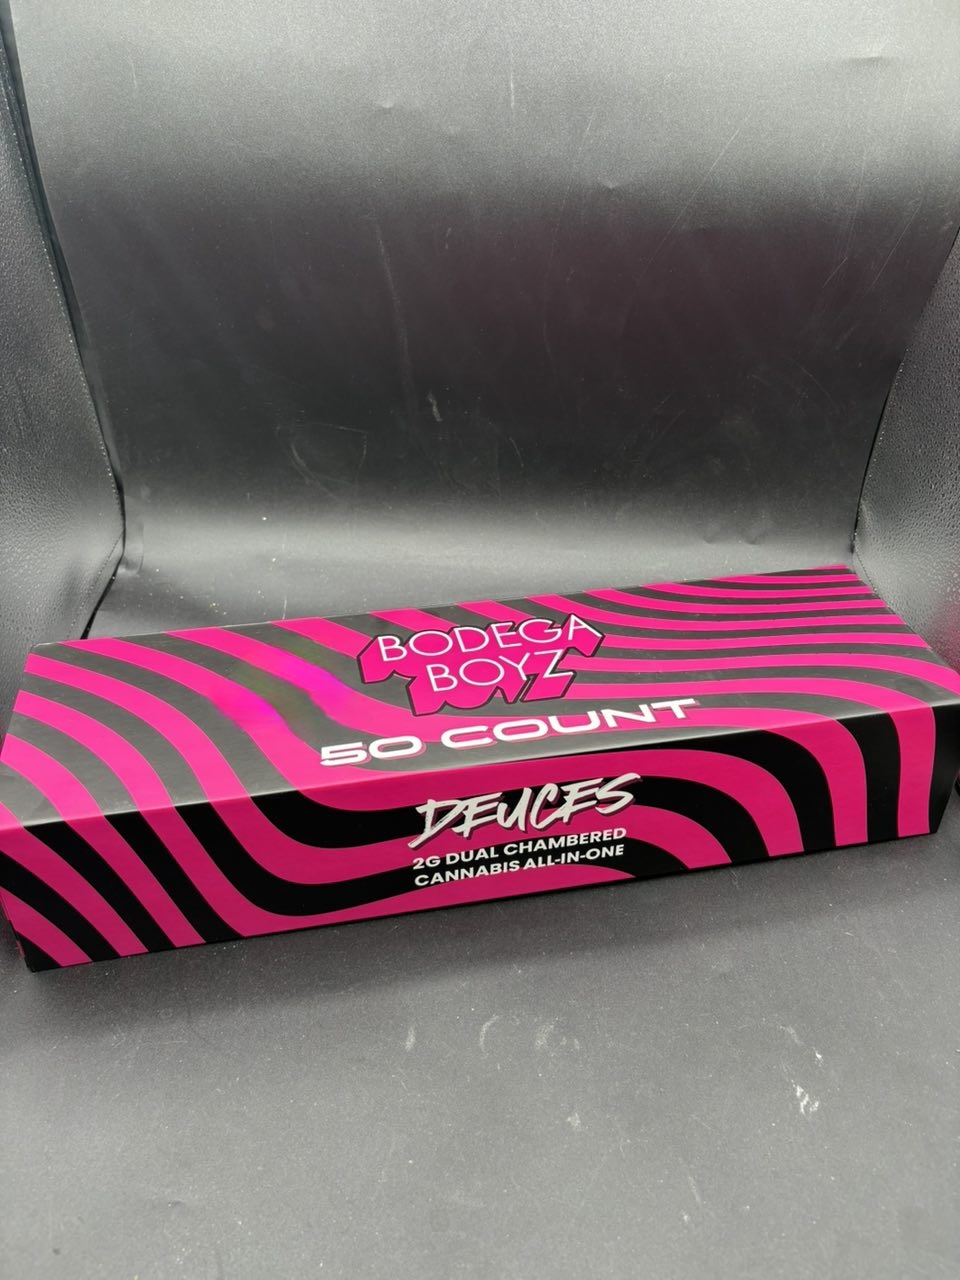 BODEGA
BOYZ
50 COUNT
DEUCES
2G DUAL CHAMBERED
CANNABIS ALL-IN-ONE